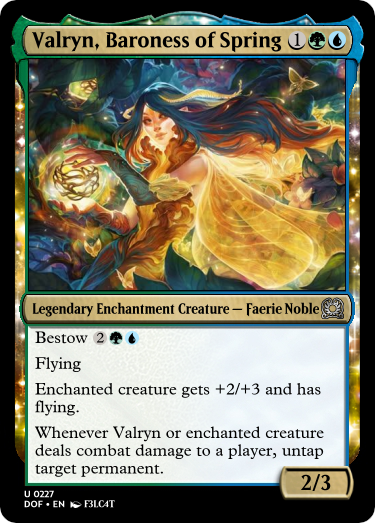 Valryn, Baroness of Spring 1
Legendary Enchantment Creature — Faerie Noble
Bestow 2
Flying
Enchanted creature gets +2/+3 and has
flying.
Whenever Valryn or enchanted creature
deals combat damage to a player, untap
target permanent.
2/3
U 0227
DOF • EN F3LC4T